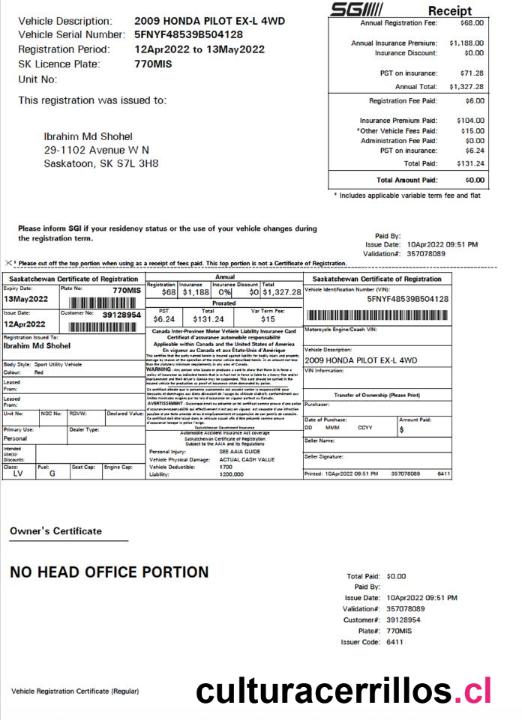 Vehicle Description: 2009 HONDA PILOT EX-L 4WD
Vehicle Serial Number: 5FNYF48539B504128
Registration Period: 12Apr2022 to 13May2022
SK Licence Plate: 770MIS
Unit No:
This registration was issued to:
Ibrahim Md Shohel
29-1102 Avenue W N
Saskatoon, SK S7L 3H8
SGI Receipt
Annual Registration Fee: $68.00
Annual Insurance Premium: $1,188.00
Insurance Discount: $0.00
PST on insurance: $71.28
Annual Total: $1,327.28
Registration Fee Paid: $6.00
Insurance Premium Paid: $104.00
*Other Vehicle Fees Paid: $15.00
Administration Fee Paid: $0.00
PST on insurance: $6.24
Total Paid: $131.24
Total Amount Paid: $0.00
* Includes applicable variable term fee and flat
Please inform SGI if your residency status or the use of your vehicle changes during
the registration term.
Paid By:
Issue Date: 10Apr2022 09:51 PM
Validation#: 357078089
* Please cut off the top portion when using as a receipt of fees paid. This top portion is not a Certificate of Registration.
Saskatchewan Certificate of Registration
Expiry Date: Plate No:
13May2022 770MIS
Issue Date: Customer No: 39128954
12Apr2022
Registration Issued To:
Ibrahim Md Shohel
Body Style: Sport Utility Vehicle
Colour: Red
Leased
From:
Leased
From:
Unit No: NSC No: RGVW: Declared Value:
Primary Use: Dealer Type:
Personal
Intended
Use(s):
Discounts:
Class: Fuel: Seat Cap: Engine Cap:
LV G
Annual
Registration Insurance Insurance Discount Total
$68 $1,188 0% $0 $1,327.28
Prorated
PST Total Var Term Fee:
$6.24 $131.24 $15
Canada Inter-Province Motor Vehicle Liability Insurance Card
Certificat d'assurance automobile responsabilité
Applicable within Canada and the United States of America
En vigueur au Canada et aux États-Unis d'Amérique
Saskatchewan Government Insurance
Automobile Accident Insurance Act coverage
Saskatchewan Certificate of Registration
Subject to the AAIA and its Regulations
Personal Injury: SEE AAIA GUIDE
Vehicle Physical Damage: ACTUAL CASH VALUE
Vehicle Deductible: $700
Liability: $200,000
Saskatchewan Certificate of Registration
Vehicle Identification Number (VIN):
5FNYF48539B504128
Motorcycle Engine/Coach VIN:
Vehicle Description:
2009 HONDA PILOT EX-L 4WD
VIN Information:
Transfer of Ownership (Please Print)
Purchaser:
Date of Purchase: Amount Paid:
DD MMM CCYY $
Seller Name:
Seller Signature:
Printed: 10Apr2022 09:51 PM 357078089 6411
Owner's Certificate
NO HEAD OFFICE PORTION
Total Paid: $0.00
Paid By:
Issue Date: 10Apr2022 09:51 PM
Validation#: 357078089
Customer#: 39128954
Plate#: 770MIS
Issuer Code: 6411
Vehicle Registration Certificate (Regular)
culturacerrillos.cl